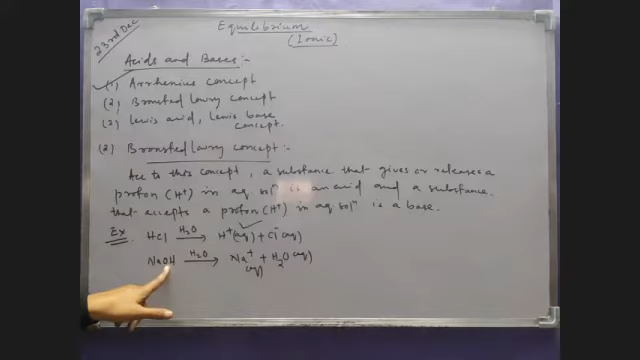 23rd Dec
Equilibrium
(Ionic)
Acids and Bases:-
(1) Arrhenius concept
(2) Bronsted lowry concept
(3) Lewis acid, Lewis base concept.
(2) Bronsted lowry concept:-
Acc to this concept, a substance that gives or releases a
proton (H⁺) in aq. solⁿ is an acid and a substance
that accepts a proton (H⁺) in aq. solⁿ is a base.
Ex HCl H₂O → H⁺(aq) + Cl⁻(aq)
NaOH H₂O → Na⁺(aq) + H₂O(aq)